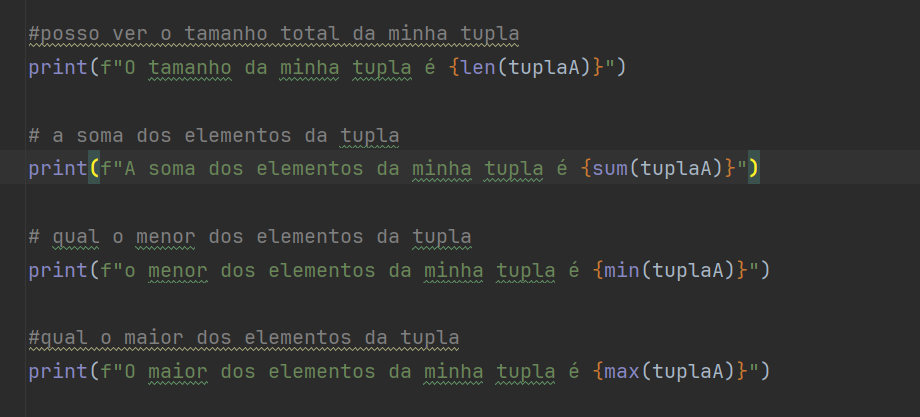 #posso ver o tamanho total da minha tupla
print(f"O tamanho da minha tupla é {len(tuplaA)}")
# a soma dos elementos da tupla
print(f"A soma dos elementos da minha tupla é {sum(tuplaA)}")
# qual o menor dos elementos da tupla
print(f"o menor dos elementos da minha tupla é {min(tuplaA)}")
#qual o maior dos elementos da tupla
print(f"O maior dos elementos da minha tupla é {max(tuplaA)}")